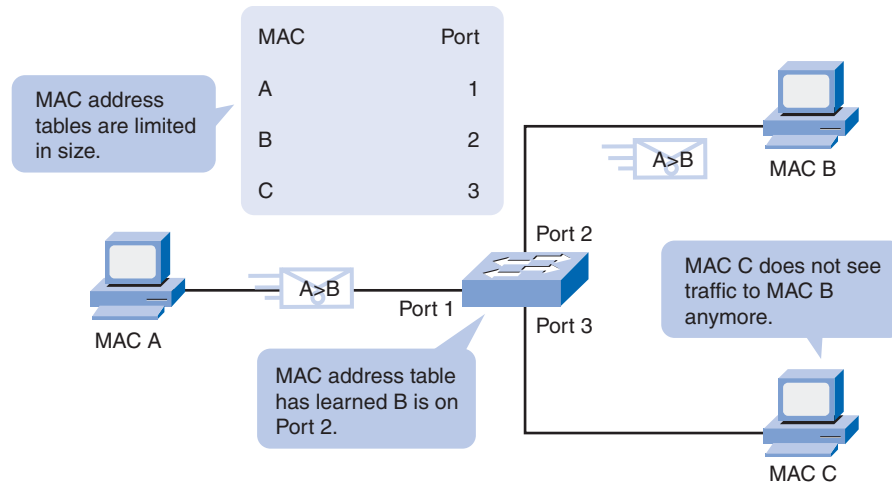 MAC Port
A 1
B 2
C 3
MAC address
tables are limited
in size.
A>B
MAC B
Port 2
A>B
Port 1
MAC A
Port 3
MAC C does not see
traffic to MAC B
anymore.
MAC address table
has learned B is on
Port 2.
MAC C